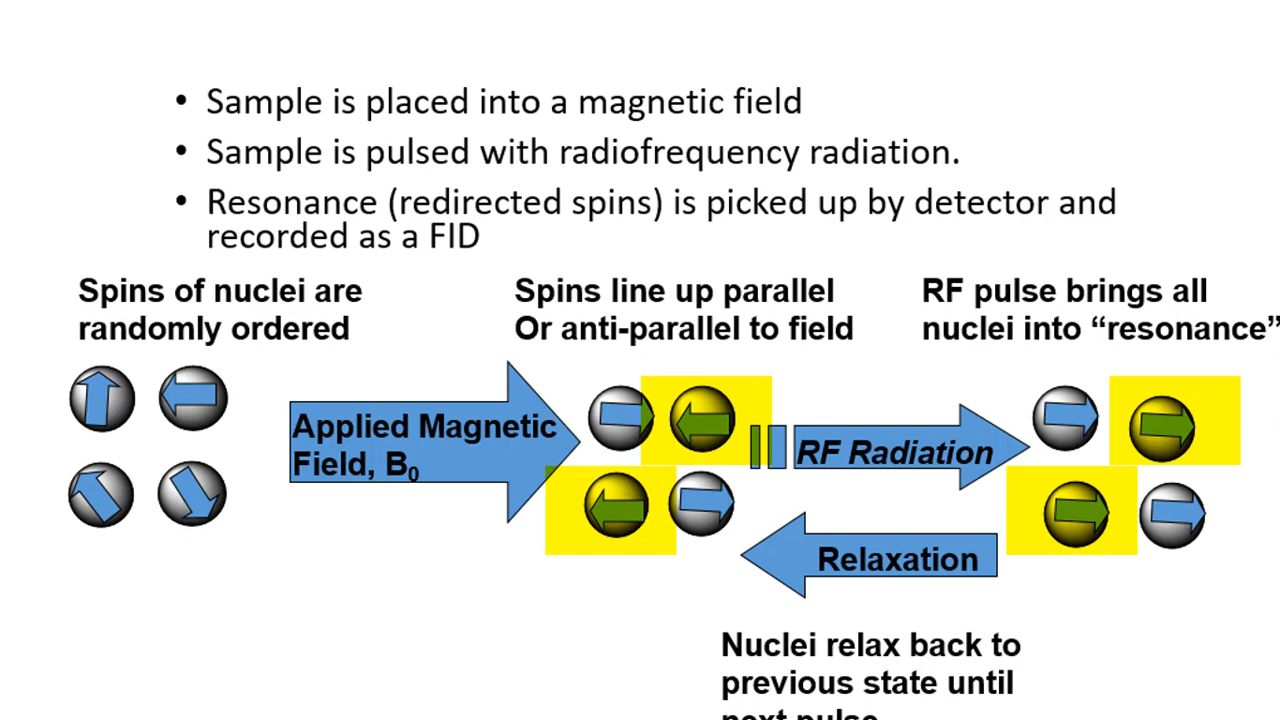 • Sample is placed into a magnetic field
• Sample is pulsed with radiofrequency radiation.
• Resonance (redirected spins) is picked up by detector and
recorded as a FID
Spins of nuclei are
randomly ordered
Spins line up parallel
Or anti-parallel to field
RF pulse brings all
nuclei into “resonance”
Applied Magnetic
Field, B₀
RF Radiation
Relaxation
Nuclei relax back to
previous state until
next pulse